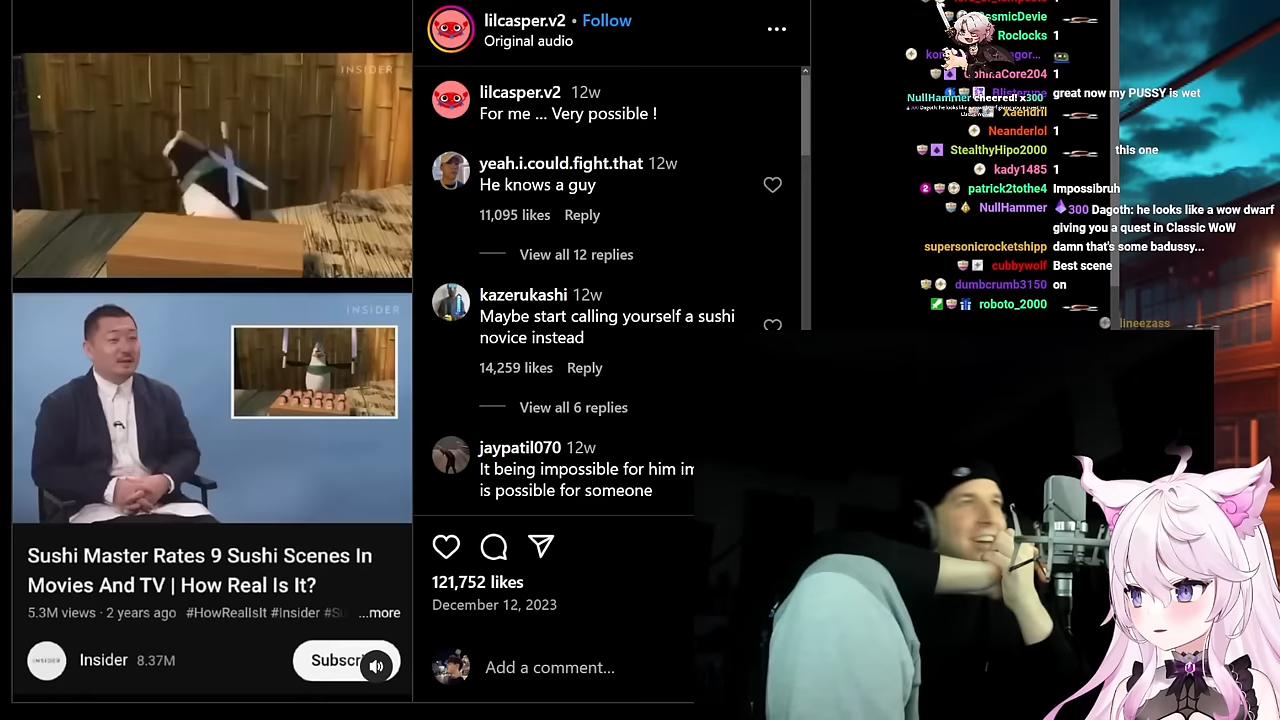 INSIDER
INSIDER
Sushi Master Rates 9 Sushi Scenes In
Movies And TV | How Real Is It?
5.3M views · 2 years ago #HowRealIsIt #Insider ...more
INSIDER
Insider 8.37M
lilcasper.v2 • Follow
Original audio
lilcasper.v2 12w
For me ... Very possible !
yeah.i.could.fight.that 12w
He knows a guy
11,095 likes Reply
View all 12 replies
kazerukashi 12w
Maybe start calling yourself a sushi
novice instead
14,259 likes Reply
View all 6 replies
jaypatil070 12w
It being impossible for him
is possible for someone
121,752 likes
December 12, 2023
Add a comment...
Roclocks 1
1
great now my PUSSY is wet
NullHammer cheered! x300
Xaendril
Neanderlol 1
StealthyHipo2000 this one
kady1485 1
patrick2tothe4 Impossibruh
NullHammer 300 Dagoth: he looks like a wow dwarf
giving you a quest in Classic WoW
supersonicrocketshipp damn that's some badussy...
cubbywolf Best scene
dumbcrumb3150 on
roboto_2000